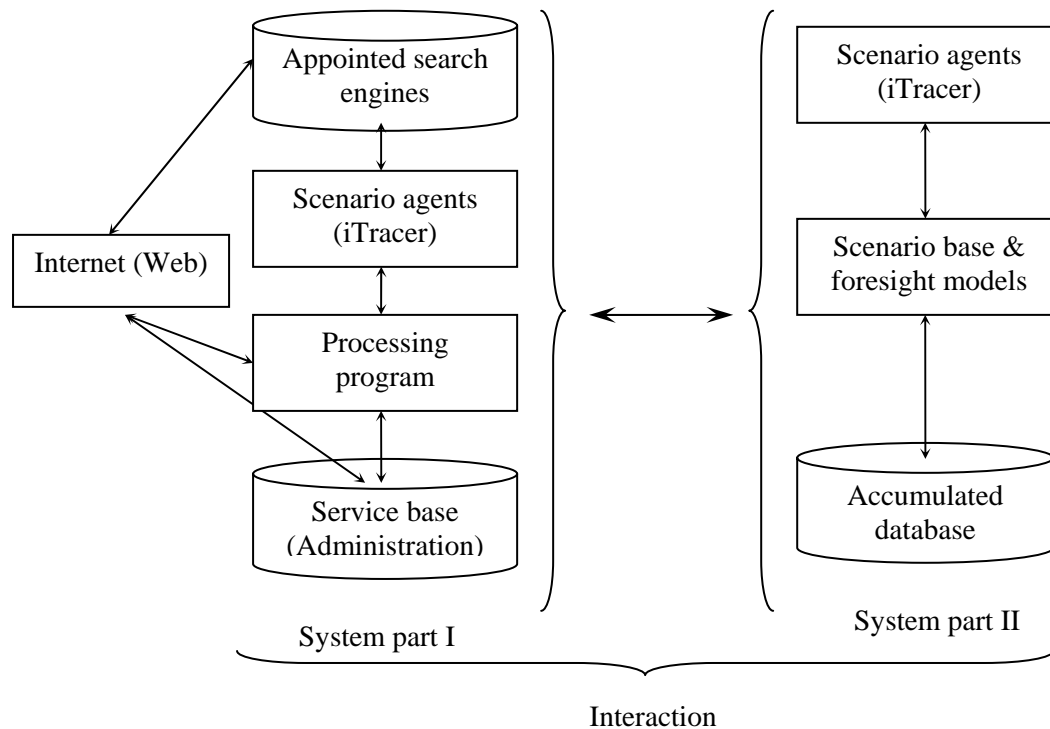 Appointed search
engines
Scenario agents
(iTracer)
Internet (Web)
Processing
program
Service base
(Administration)
System part I
Scenario agents
(iTracer)
Scenario base &
foresight models
Accumulated
database
System part II
Interaction